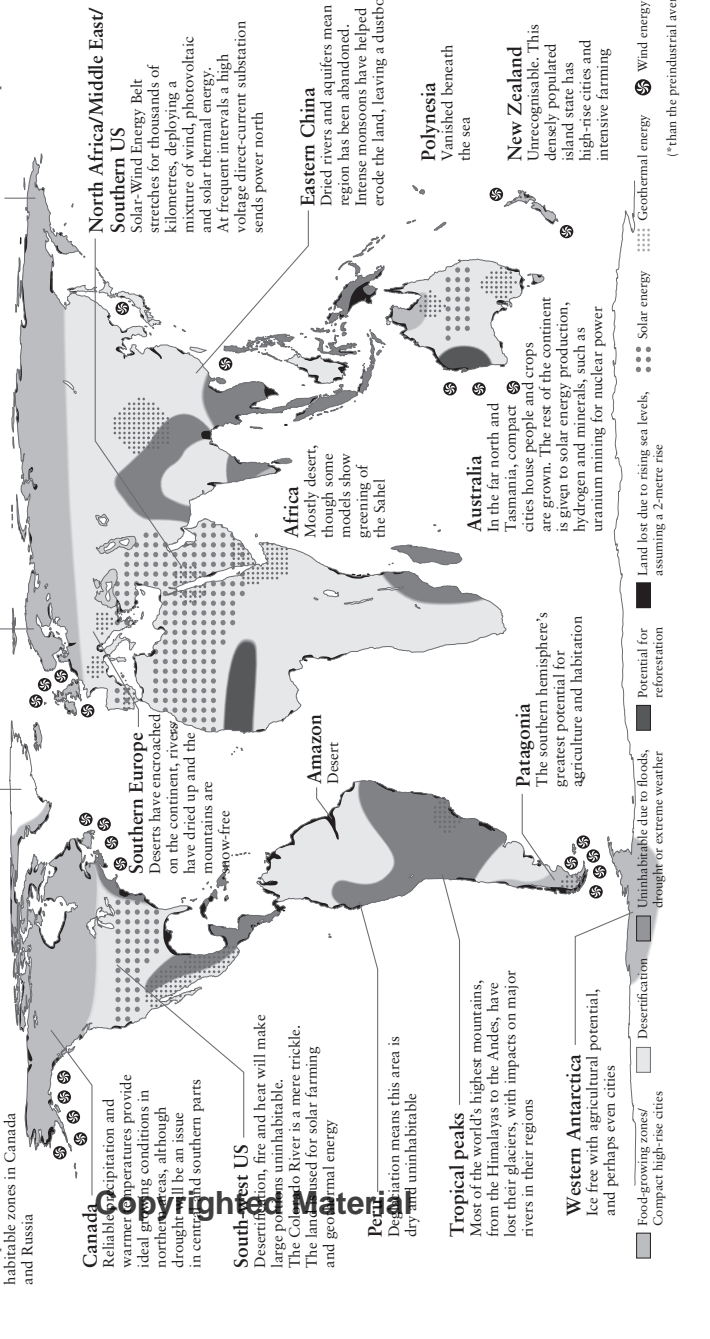 habitable zones in Canada
and Russia
Canada
Reliable precipitation and
warmer temperatures provide
ideal growing conditions in
northern areas, although
drought will be an issue
in central and southern parts
South-west US
Desertification, fire and heat will make
large portions uninhabitable.
The Colorado River is a mere trickle.
The land is used for solar farming
and geothermal energy
Peru
Deglaciation means this area is
dry and uninhabitable
Tropical peaks
Most of the world's highest mountains,
from the Himalayas to the Andes, have
lost their glaciers, with impacts on major
rivers in their regions
Western Antarctica
Ice free with agricultural potential,
and perhaps even cities
Southern Europe
Deserts have encroached
on the continent, rivers
have dried up and the
mountains are
snow-free
Amazon
Desert
Patagonia
The southern hemisphere's
greatest potential for
agriculture and habitation
Africa
Mostly desert,
though some
models show
greening of
the Sahel
Australia
In the far north and
Tasmania, compact
cities house people and crops
are grown. The rest of the continent
is given to solar energy production,
hydrogen and minerals, such as
uranium mining for nuclear power
North Africa/Middle East/
Southern US
Solar-Wind Energy Belt
stretches for thousands of
kilometres, deploying a
mixture of wind, photovoltaic
and solar thermal energy.
At frequent intervals a high
voltage direct-current substation
sends power north
Eastern China
Dried rivers and aquifers mean
region has been abandoned.
Intense monsoons have helped
erode the land, leaving a
Polynesia
Vanished beneath
the sea
New Zealand
Unrecognisable. This
densely populated
island state has
high-rise cities and
intensive farming
Food-growing zones/
Compact high-rise cities
Desertification
Uninhabitable due to floods,
drought or extreme weather
Potential for
reforestation
Land lost due to rising sea levels,
assuming a 2-metre rise
Solar energy
Geothermal energy
Wind energy
(*than the preindustrial
Copyrighted Material